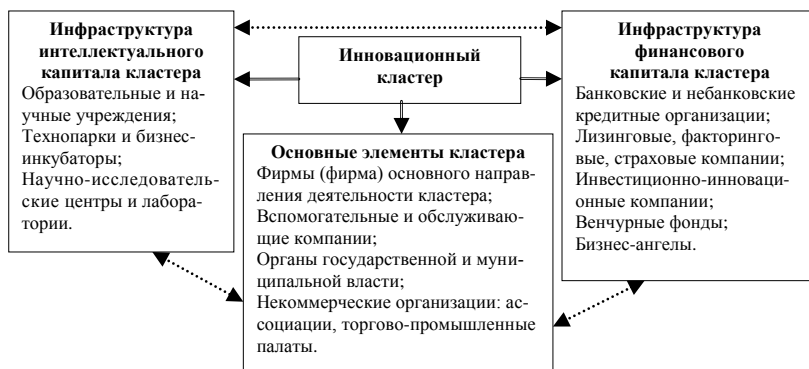 Инфраструктура
интеллектуального
капитала кластера
Образовательные и на-
учные учреждения;
Технопарки и бизнес-
инкубаторы;
Научно-исследователь-
ские центры и лабора-
тории.
Инновационный
кластер
Основные элементы кластера
Фирмы (фирма) основного направ-
ления деятельности кластера;
Вспомогательные и обслуживаю-
щие компании;
Органы государственной и муни-
ципальной власти;
Некоммерческие организации: ас-
социации, торгово-промышленные
палаты.
Инфраструктура
финансового
капитала кластера
Банковские и небанковские
кредитные организации;
Лизинговые, факторинго-
вые, страховые компании;
Инвестиционно-инноваци-
онные компании;
Венчурные фонды;
Бизнес-ангелы.